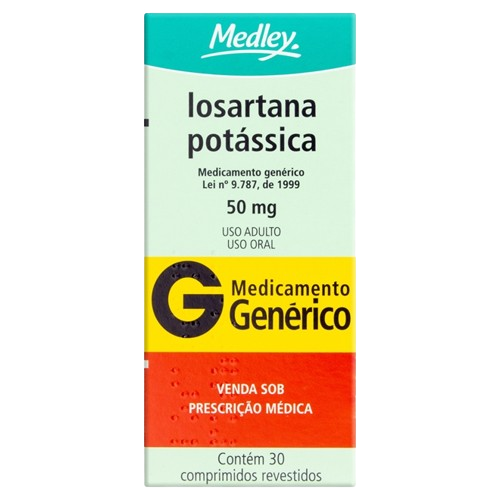 Medley.
losartana
potássica
Medicamento genérico
Lei nº 9.787, de 1999
50 mg
USO ADULTO
USO ORAL
G Medicamento
Genérico
VENDA SOB
PRESCRIÇÃO MÉDICA
Contém 30
comprimidos revestidos